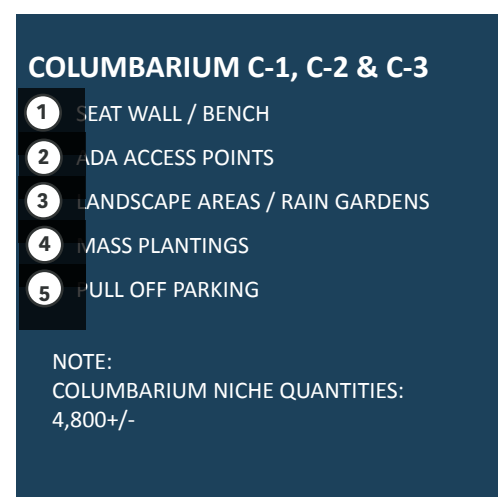 COLUMBARIUM C-1, C-2 & C-3
1 SEAT WALL / BENCH
2 ADA ACCESS POINTS
3 LANDSCAPE AREAS / RAIN GARDENS
4 MASS PLANTINGS
5 PULL OFF PARKING
NOTE:
COLUMBARIUM NICHE QUANTITIES:
4,800+/-